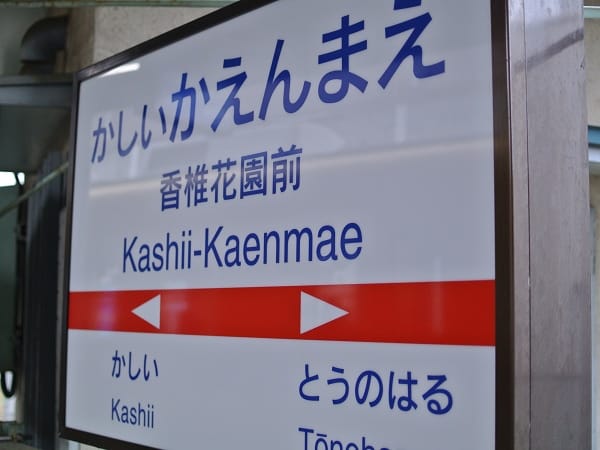 かしいかえんまえ
香椎花園前
Kashii-Kaenmae
かしい
Kashii
とうのはる